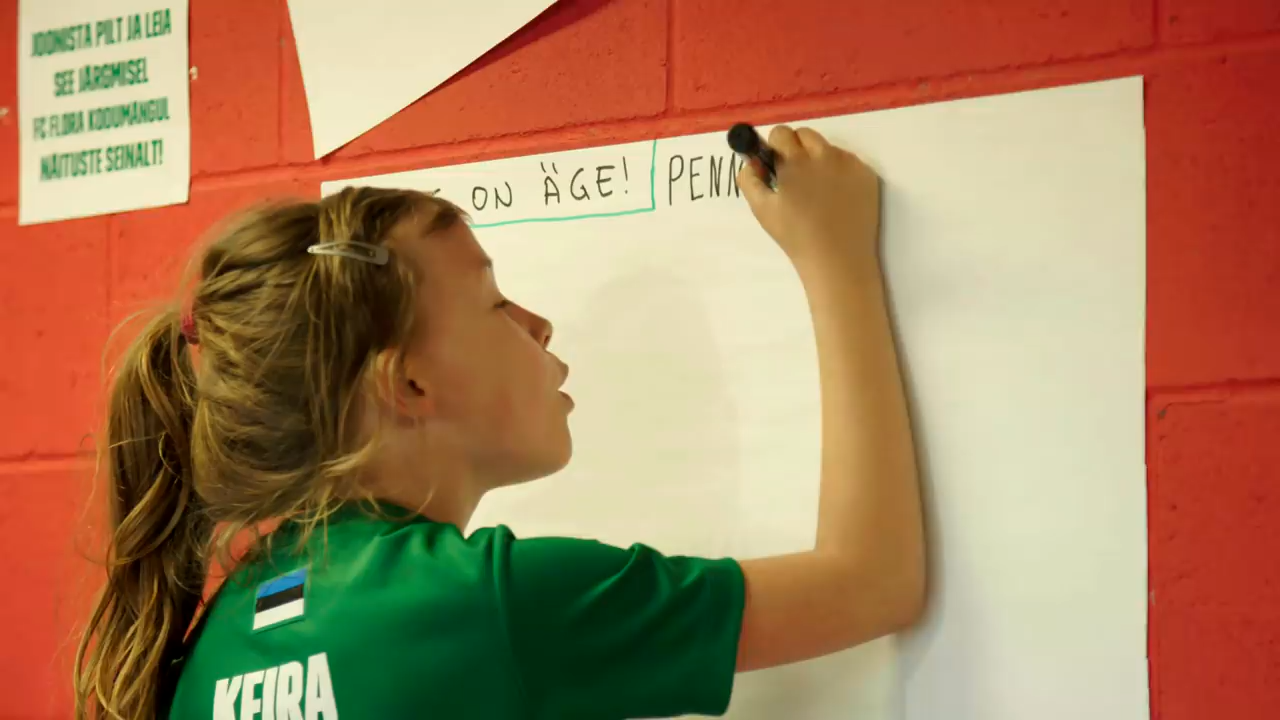 JOONISTA PILT JA LEIA
SEE JÄRGMISEL
FC FLORA KODUMÄNGUL
NÄITUSTE SEINALT!
ON ÄGE! PENN
KEIRA